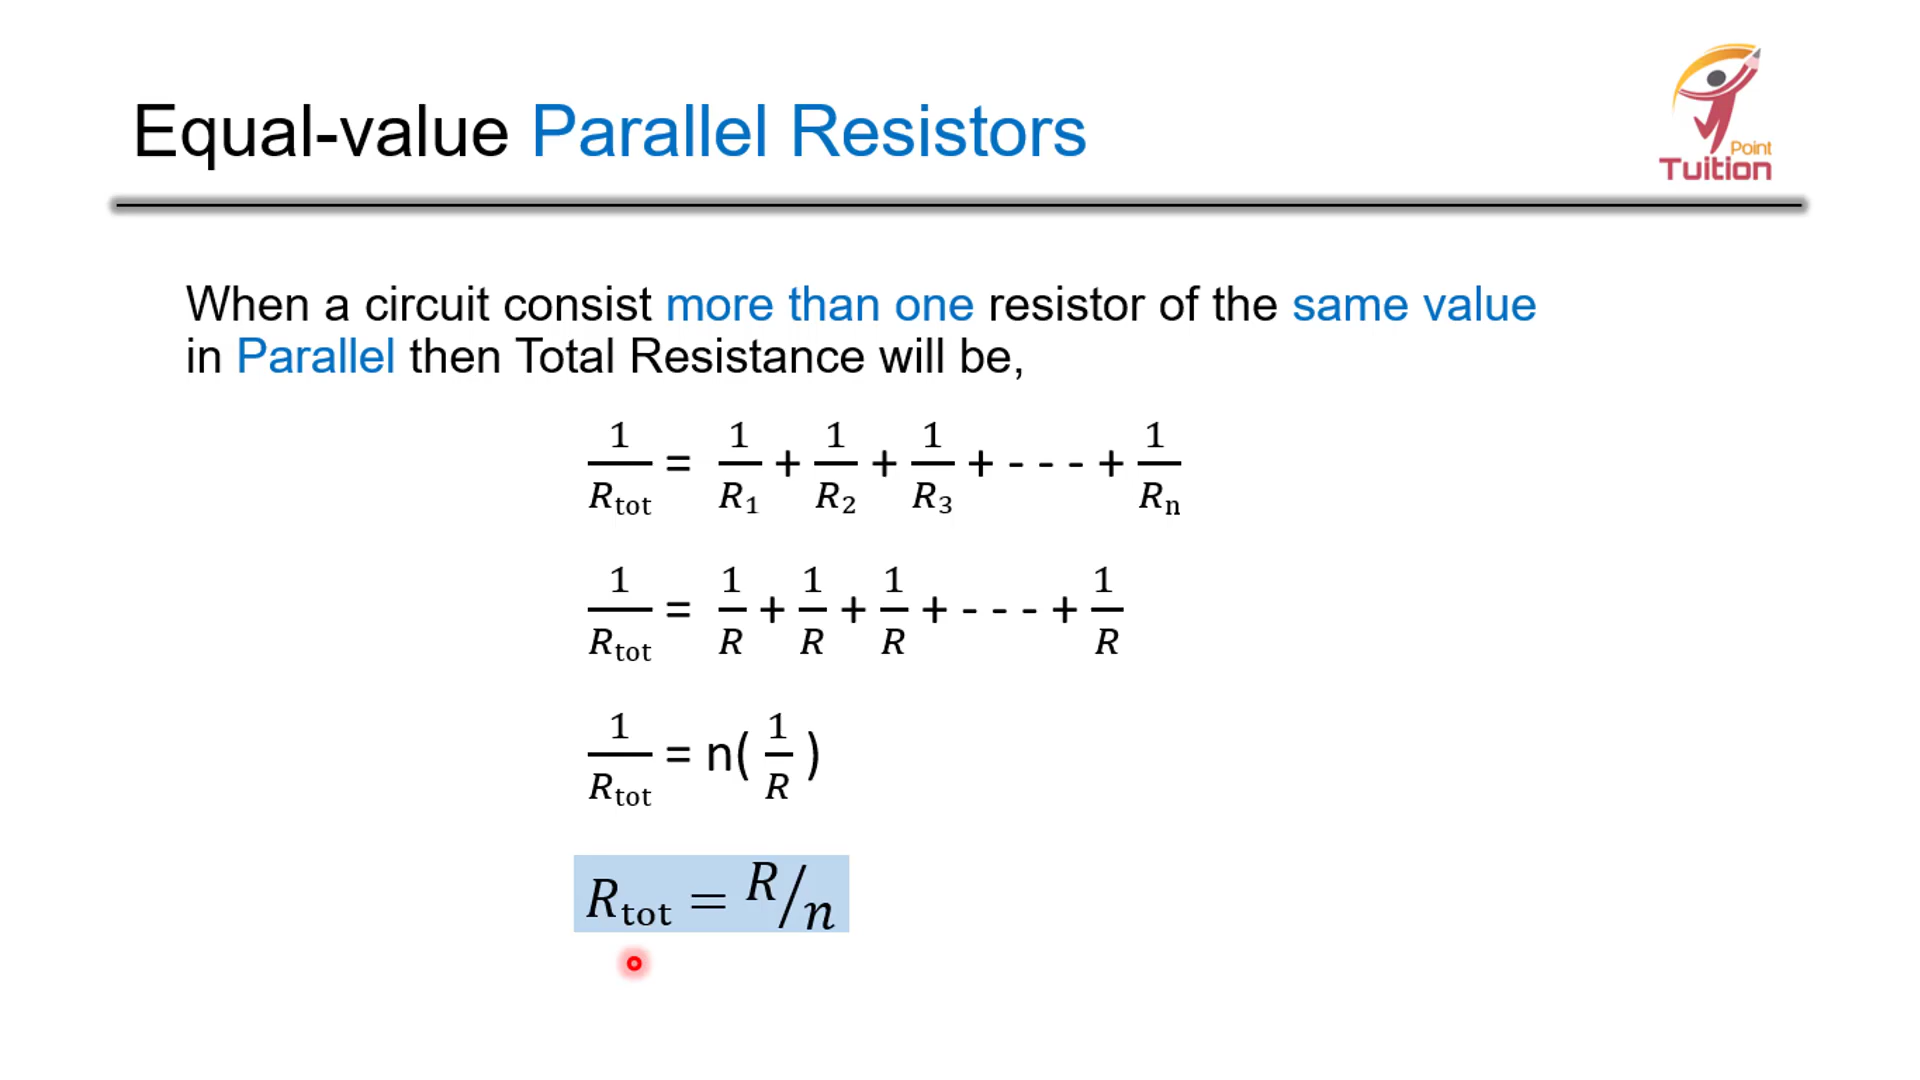 Equal-value Parallel Resistors
Point
Tuition
When a circuit consist more than one resistor of the same value
in Parallel then Total Resistance will be,
1/R_tot = 1/R_1 + 1/R_2 + 1/R_3 + - - - + 1/R_n
1/R_tot = 1/R + 1/R + 1/R + - - - + 1/R
1/R_tot = n( 1/R )
R_tot = R/n